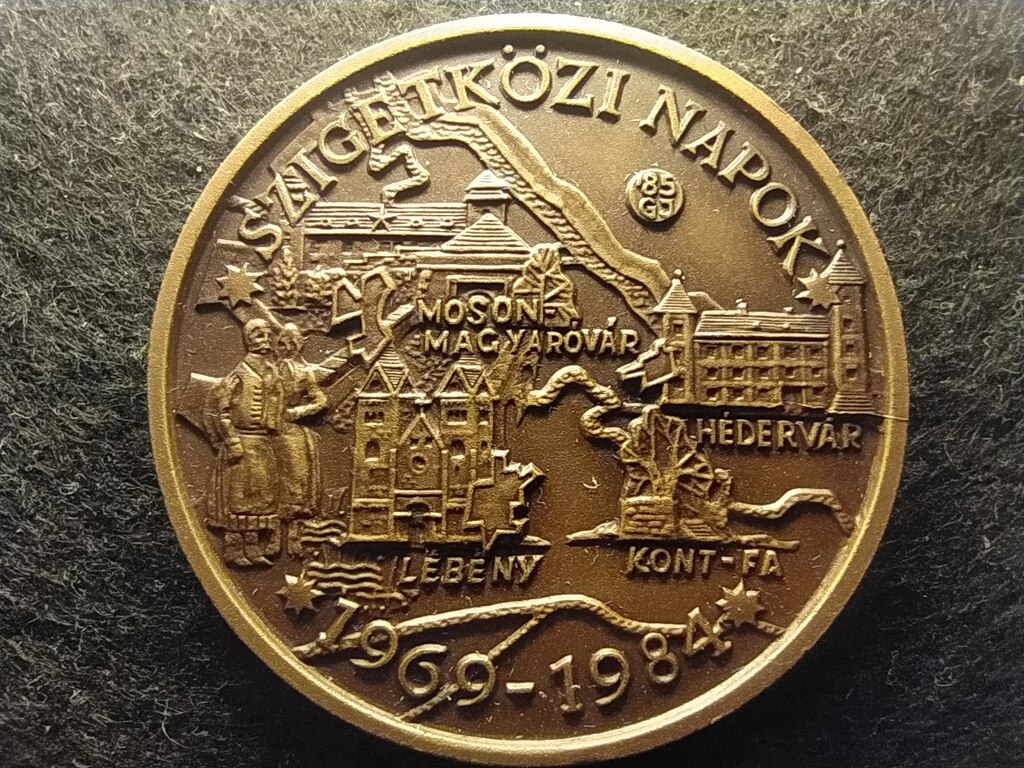 SZIGETKÖZI NAPOK
'85
GJ
MOSON-
MAGYARÓVÁR
HÉDERVÁR
LÉBÉNY
KONT-FA
1969-1984